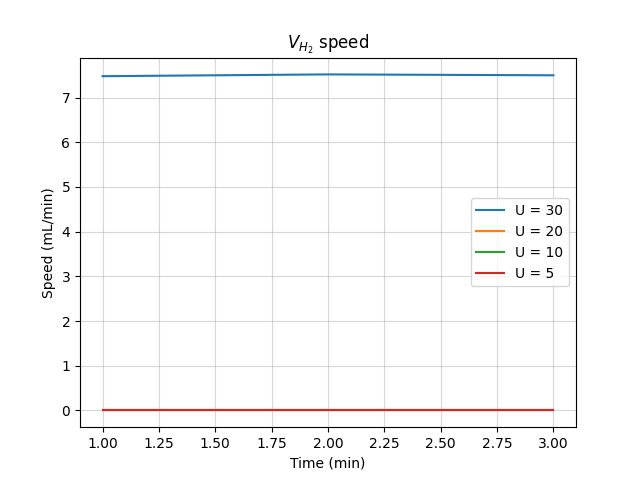 V_H₂ speed
Speed (mL/min)
7
6
5
4
3
2
1
0
U = 30
U = 20
U = 10
U = 5
1.00 1.25 1.50 1.75 2.00 2.25 2.50 2.75 3.00
Time (min)